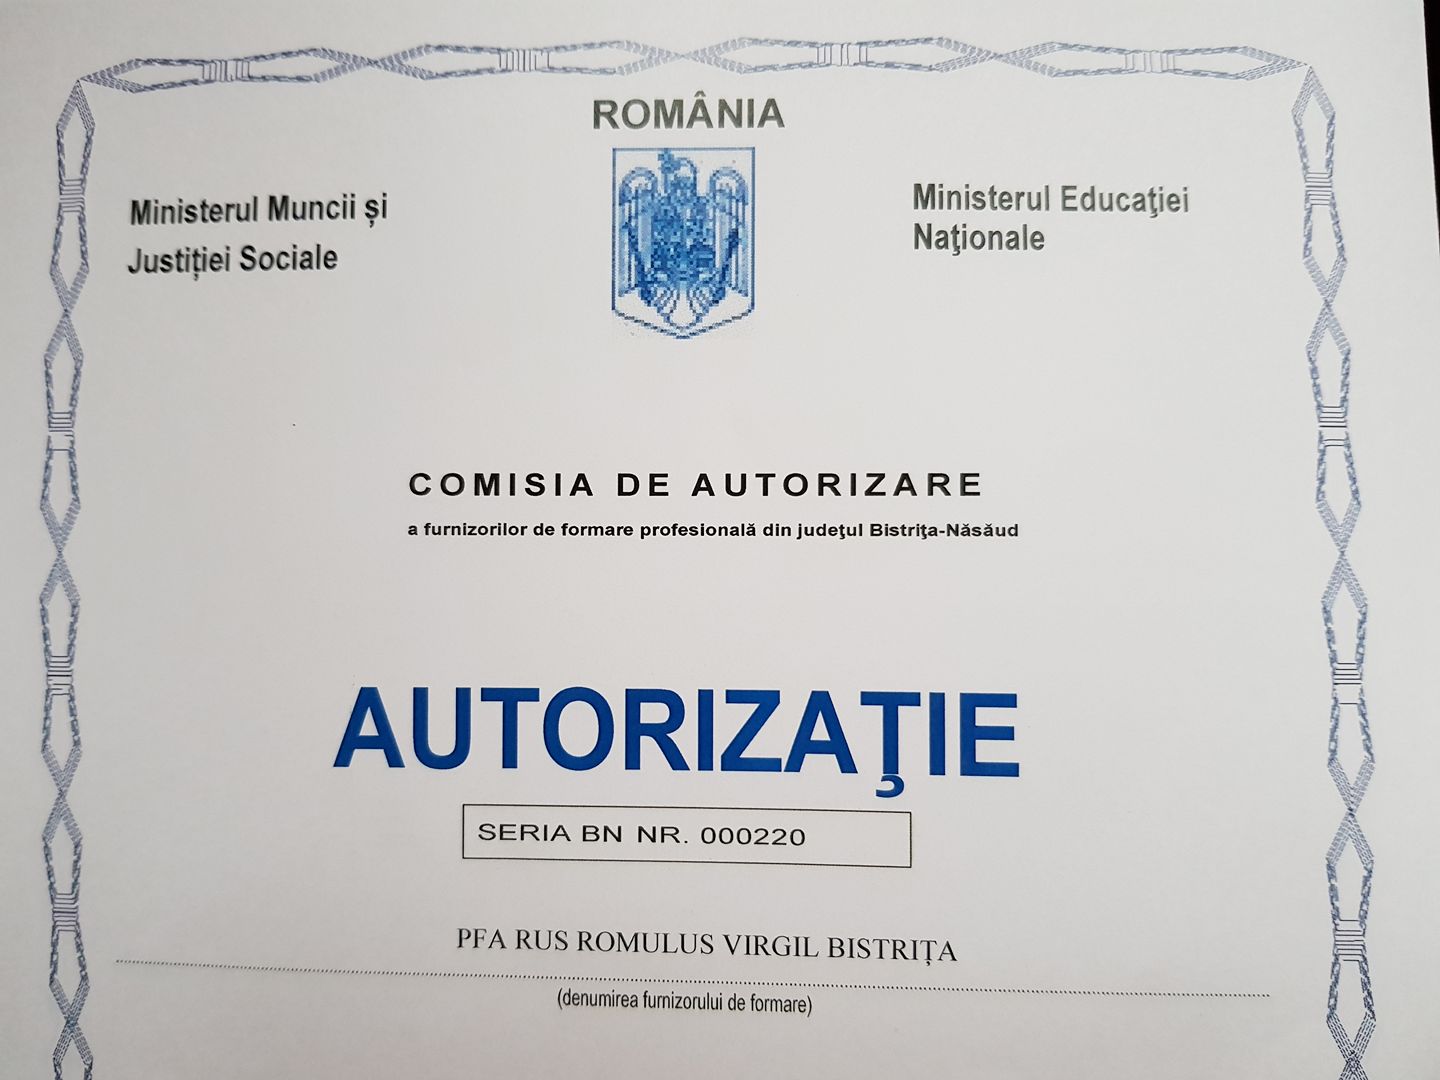 ROMÂNIA
Ministerul Muncii și
Justiției Sociale
Ministerul Educaţiei
Naţionale
COMISIA DE AUTORIZARE
a furnizorilor de formare profesională din judeţul Bistriţa-Năsăud
AUTORIZAŢIE
SERIA BN NR. 000220
PFA RUS ROMULUS VIRGIL BISTRIȚA
(denumirea furnizorului de formare)